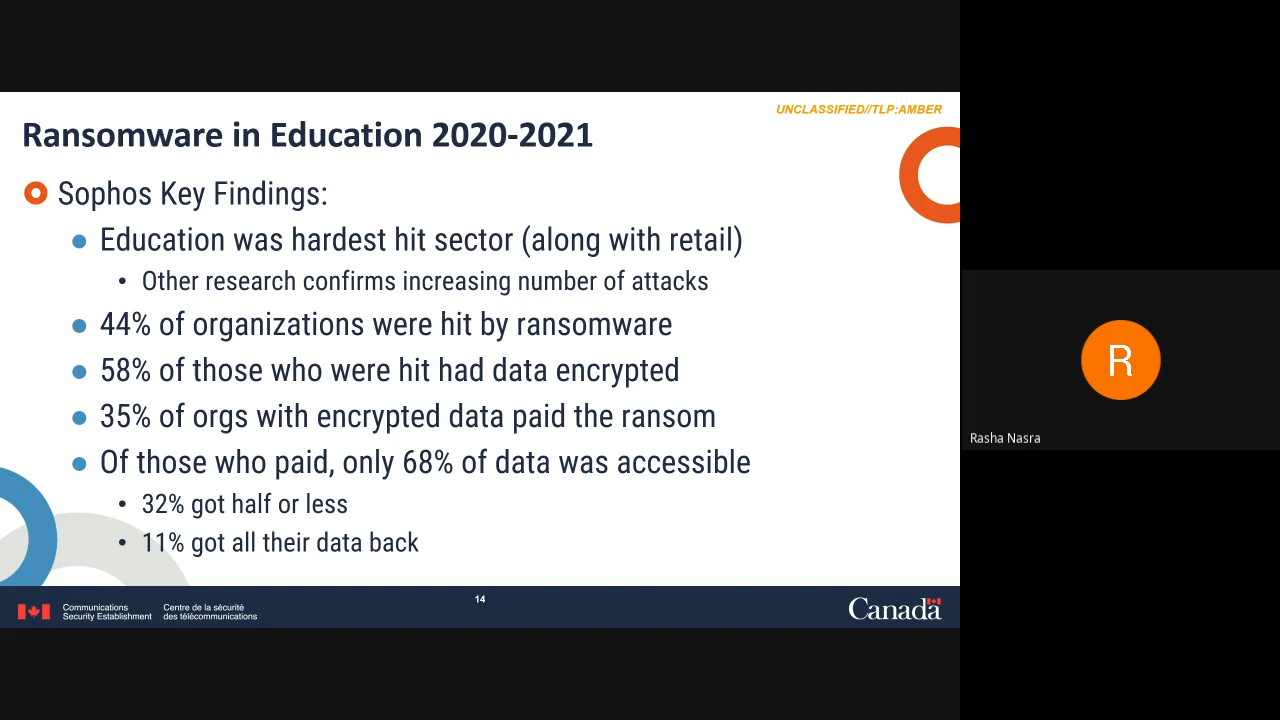 UNCLASSIFIED//TLP:AMBER
Ransomware in Education 2020-2021
Sophos Key Findings:
Education was hardest hit sector (along with retail)
Other research confirms increasing number of attacks
44% of organizations were hit by ransomware
58% of those who were hit had data encrypted
35% of orgs with encrypted data paid the ransom
Of those who paid, only 68% of data was accessible
32% got half or less
11% got all their data back
Communications
Security Establishment
Centre de la sécurité
des télécommunications
14
Canada
R
Rasha Nasra